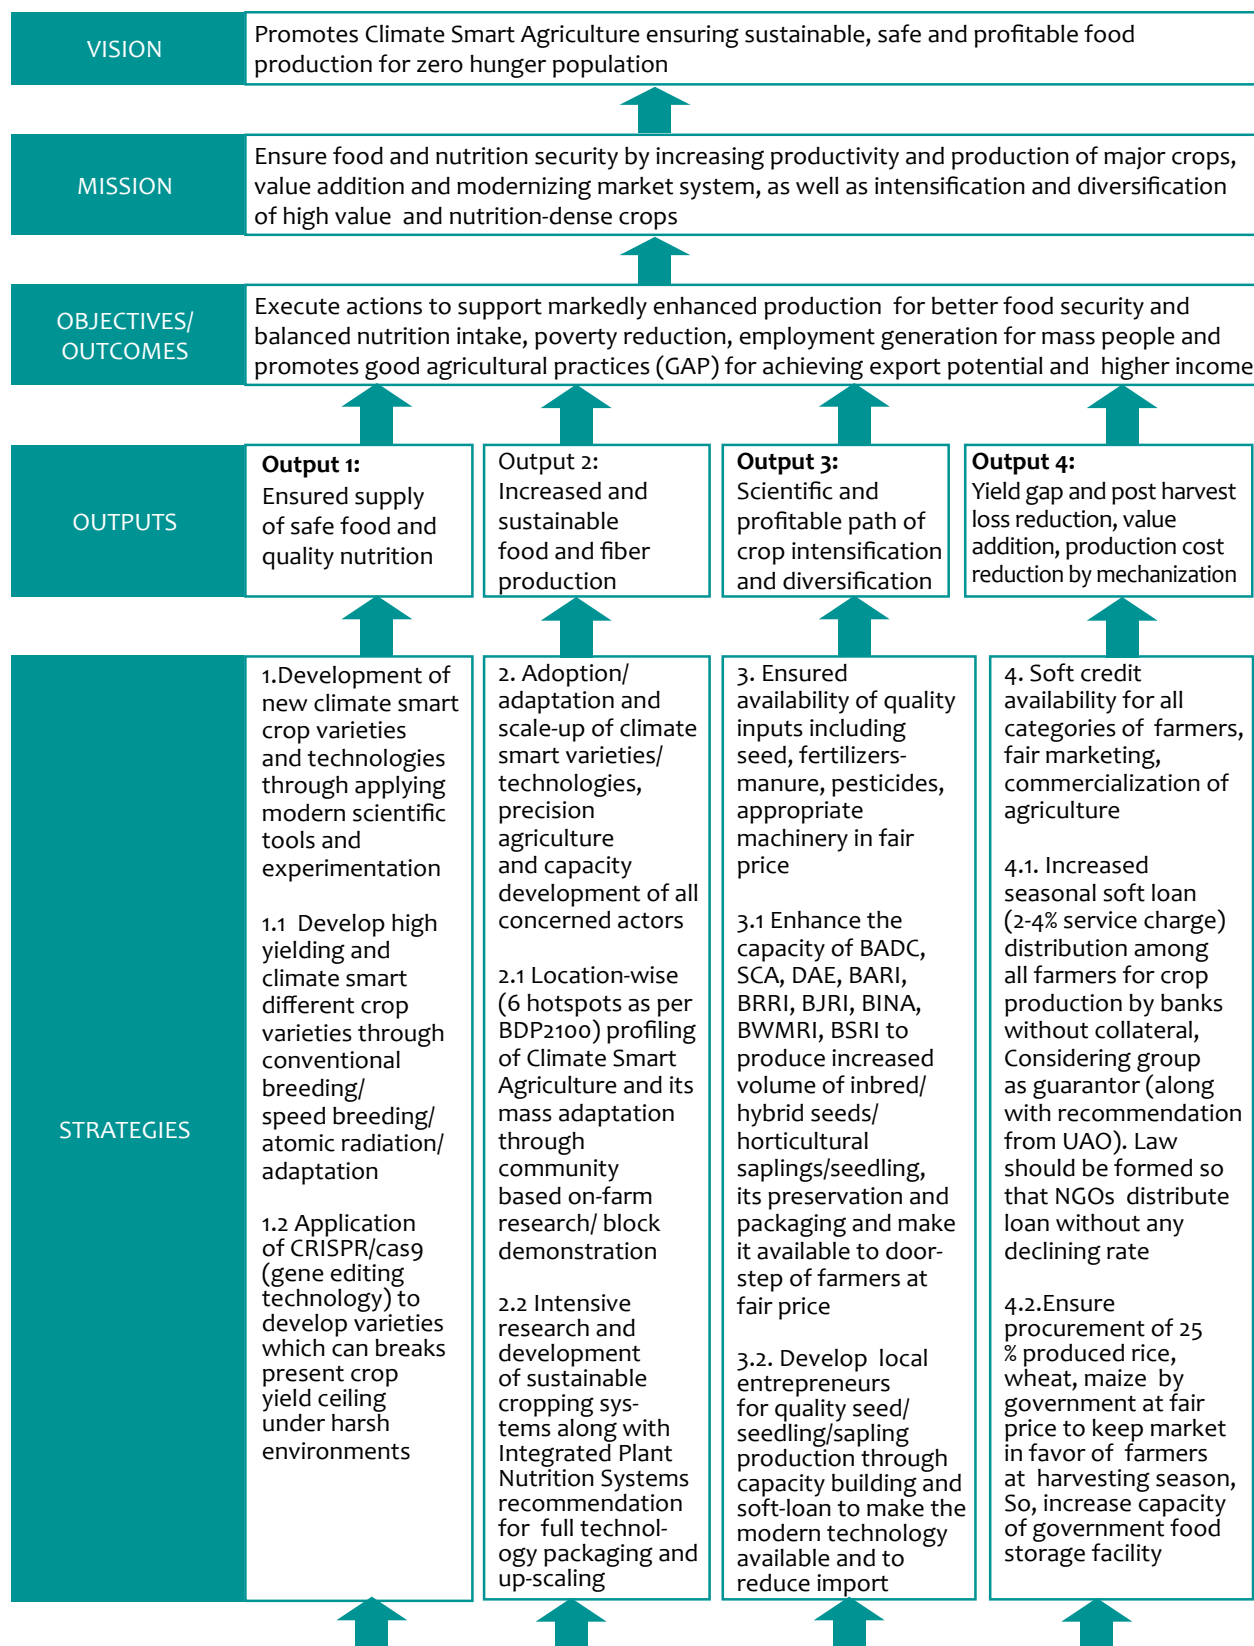 VISION
Promotes Climate Smart Agriculture ensuring sustainable, safe and profitable food
production for zero hunger population
MISSION
Ensure food and nutrition security by increasing productivity and production of major crops,
value addition and modernizing market system, as well as intensification and diversification
of high value and nutrition-dense crops
OBJECTIVES/
OUTCOMES
Execute actions to support markedly enhanced production for better food security and
balanced nutrition intake, poverty reduction, employment generation for mass people and
promotes good agricultural practices (GAP) for achieving export potential and higher income
OUTPUTS
Output 1:
Ensured supply
of safe food and
quality nutrition
Output 2:
Increased and
sustainable
food and fiber
production
Output 3:
Scientific and
profitable path of
crop intensification
and diversification
Output 4:
Yield gap and post harvest
loss reduction, value
addition, production cost
reduction by mechanization
STRATEGIES
1.Development of
new climate smart
crop varieties
and technologies
through applying
modern scientific
tools and
experimentation
1.1 Develop high
yielding and
climate smart
different crop
varieties through
conventional
breeding/
speed breeding/
atomic radiation/
adaptation
1.2 Application
of CRISPR/cas9
(gene editing
technology) to
develop varieties
which can breaks
present crop
yield ceiling
under harsh
environments
2. Adoption/
adaptation and
scale-up of climate
smart varieties/
technologies,
precision
agriculture
and capacity
development of all
concerned actors
2.1 Location-wise
(6 hotspots as per
BDP2100) profiling
of Climate Smart
Agriculture and its
mass adaptation
through
community
based on-farm
research/ block
demonstration
2.2 Intensive
research and
development
of sustainable
cropping sys-
tems along with
Integrated Plant
Nutrition Systems
recommendation
for full technol-
ogy packaging and
up-scaling
3. Ensured
availability of quality
inputs including
seed, fertilizers-
manure, pesticides,
appropriate
machinery in fair
price
3.1 Enhance the
capacity of BADC,
SCA, DAE, BARI,
BRRI, BJRI, BINA,
BWMRI, BSRI to
produce increased
volume of inbred/
hybrid seeds/
horticultural
saplings/seedling,
its preservation and
packaging and make
it available to door-
step of farmers at
fair price
3.2. Develop local
entrepreneurs
for quality seed/
seedling/sapling
production through
capacity building and
soft-loan to make the
modern technology
available and to
reduce import
4. Soft credit
availability for all
categories of farmers,
fair marketing,
commercialization of
agriculture
4.1. Increased
seasonal soft loan
(2-4% service charge)
distribution among
all farmers for crop
production by banks
without collateral,
Considering group
as guarantor (along
with recommendation
from UAO). Law
should be formed so
that NGOs distribute
loan without any
declining rate
4.2.Ensure
procurement of 25
% produced rice,
wheat, maize by
government at fair
price to keep market
in favor of farmers
at harvesting season,
So, increase capacity
of government food
storage facility